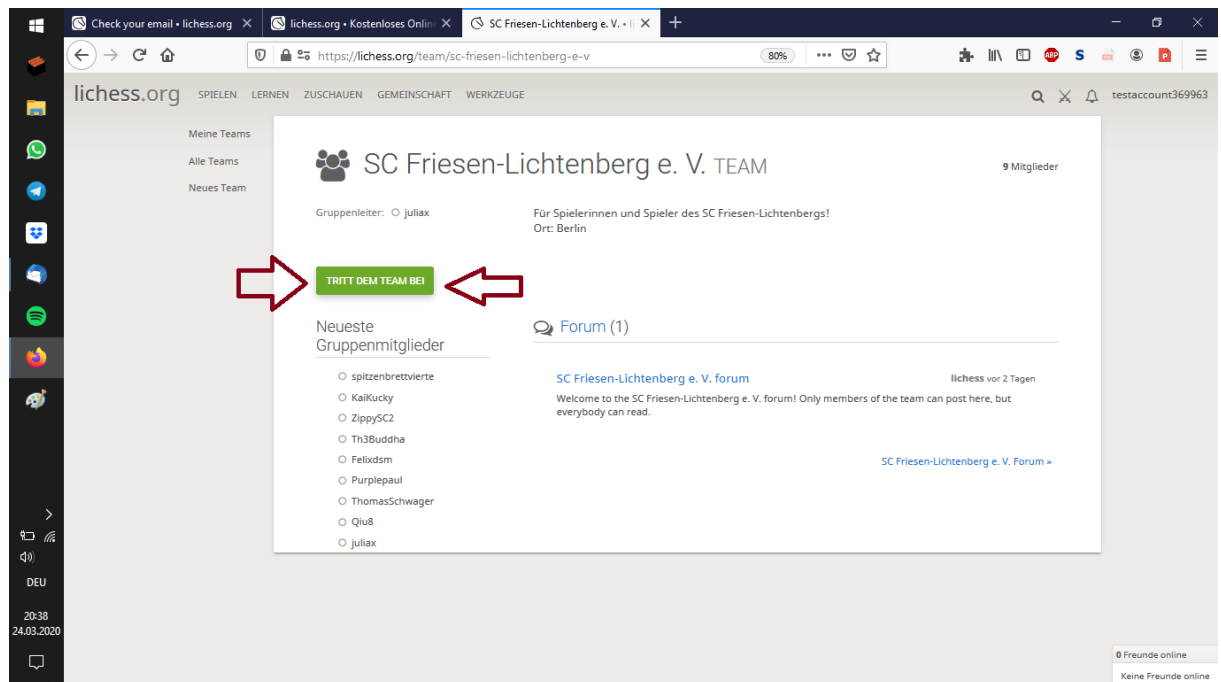 Check your email • lichess.org
lichess.org • Kostenloses Onlin
SC Friesen-Lichtenberg e. V. • li
https://lichess.org/team/sc-friesen-lichtenberg-e-v
80%
ABP
S
P
lichess.org
SPIELEN LERNEN ZUSCHAUEN GEMEINSCHAFT WERKZEUGE
testaccount369963
Meine Teams
Alle Teams
Neues Team
SC Friesen-Lichtenberg e. V. TEAM
9 Mitglieder
Gruppenleiter: juliax
Für Spielerinnen und Spieler des SC Friesen-Lichtenbergs!
Ort: Berlin
TRITT DEM TEAM BEI
Neueste
Gruppenmitglieder
spitzenbrettvierte
KaiKucky
ZippySC2
Th3Buddha
Felixdsm
Purplepaul
ThomasSchwager
Qiu8
juliax
Forum (1)
SC Friesen-Lichtenberg e. V. forum
lichess vor 2 Tagen
Welcome to the SC Friesen-Lichtenberg e. V. forum! Only members of the team can post here, but
everybody can read.
SC Friesen-Lichtenberg e. V. Forum »
DEU
20:38
24.03.2020
0 Freunde online
Keine Freunde online